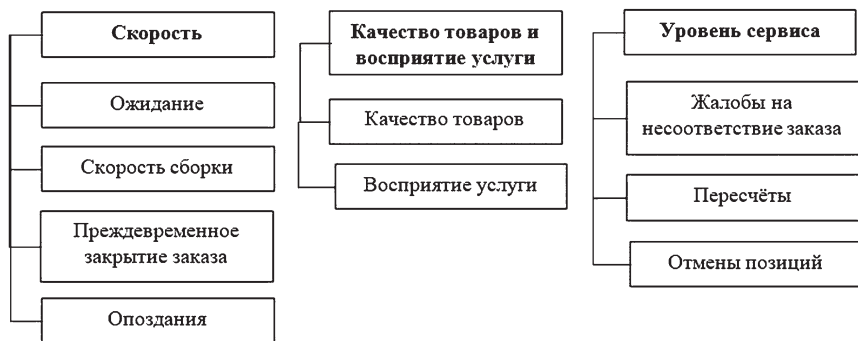 Скорость
Ожидание
Скорость сборки
Преждевременное
закрытие заказа
Опоздания
Качество товаров и
восприятие услуги
Качество товаров
Восприятие услуги
Уровень сервиса
Жалобы на
несоответствие заказа
Пересчёты
Отмены позиций